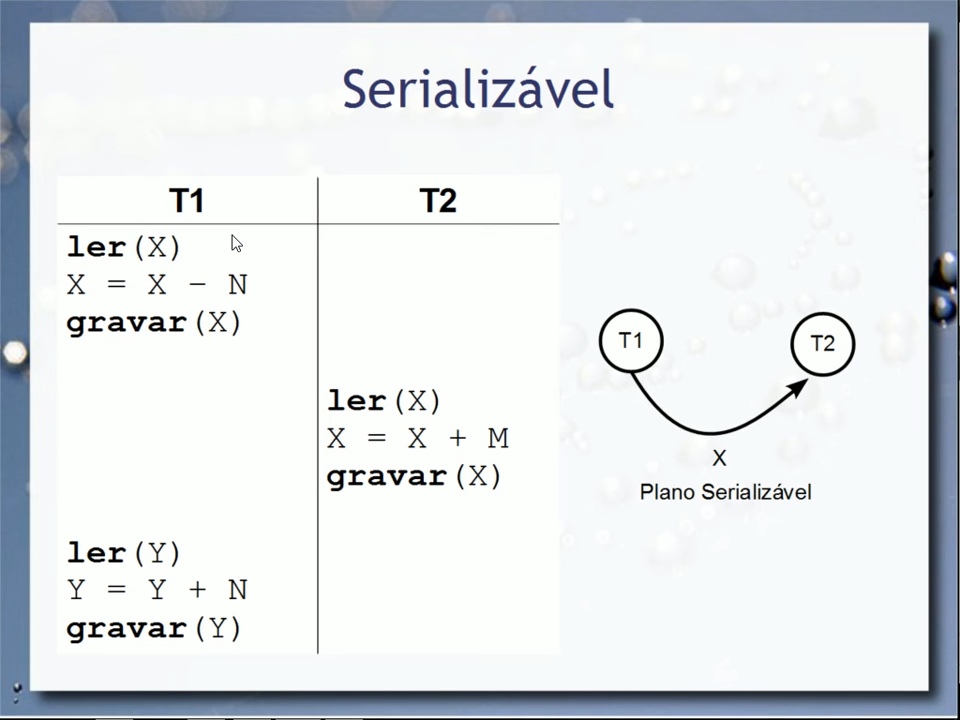 Serializável
T1
T2
ler(X)
X = X - N
gravar(X)
ler(X)
X = X + M
gravar(X)
ler(Y)
Y = Y + N
gravar(Y)
T1
T2
X
Plano Serializável